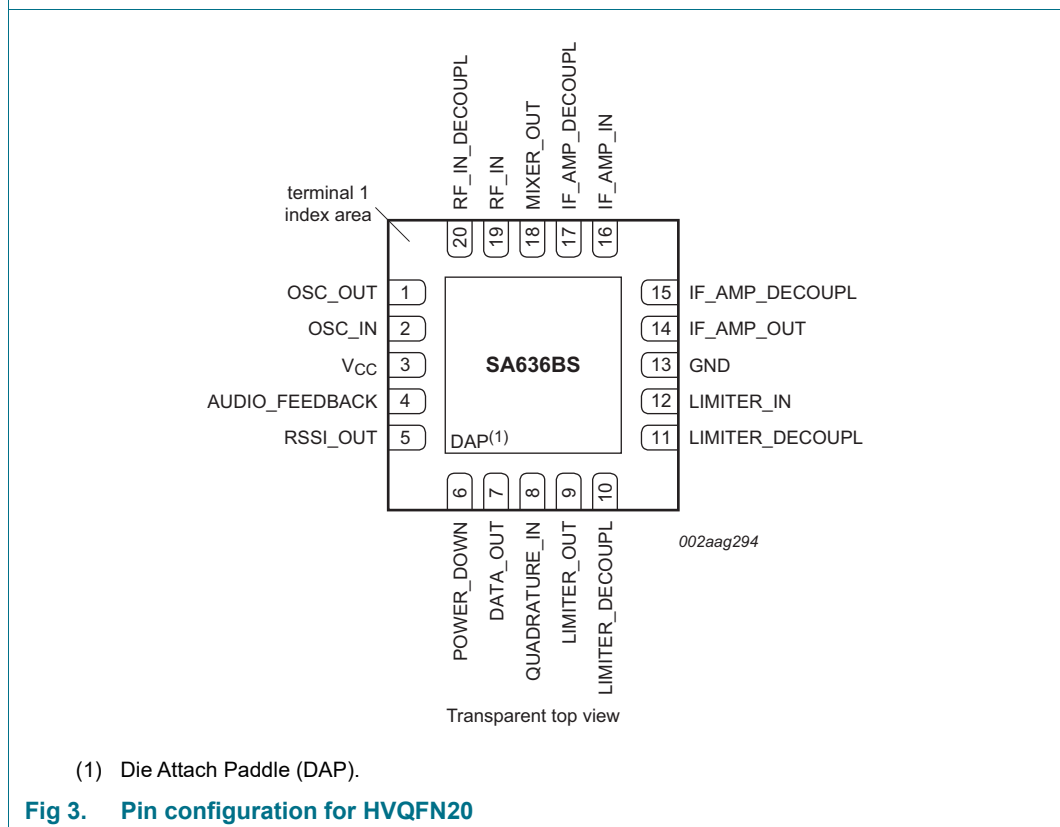 RF_IN_DECOUPL
RF_IN
MIXER_OUT
IF_AMP_DECOUPL
IF_AMP_IN
terminal 1
index area
20
19
18
17
16
OSC_OUT 1
OSC_IN 2
VCC 3
AUDIO_FEEDBACK 4
RSSI_OUT 5
15 IF_AMP_DECOUPL
14 IF_AMP_OUT
13 GND
12 LIMITER_IN
11 LIMITER_DECOUPL
SA636BS
DAP(1)
6
7
8
9
10
POWER_DOWN
DATA_OUT
QUADRATURE_IN
LIMITER_OUT
LIMITER_DECOUPL
002aag294
Transparent top view
(1) Die Attach Paddle (DAP).
Fig 3. Pin configuration for HVQFN20